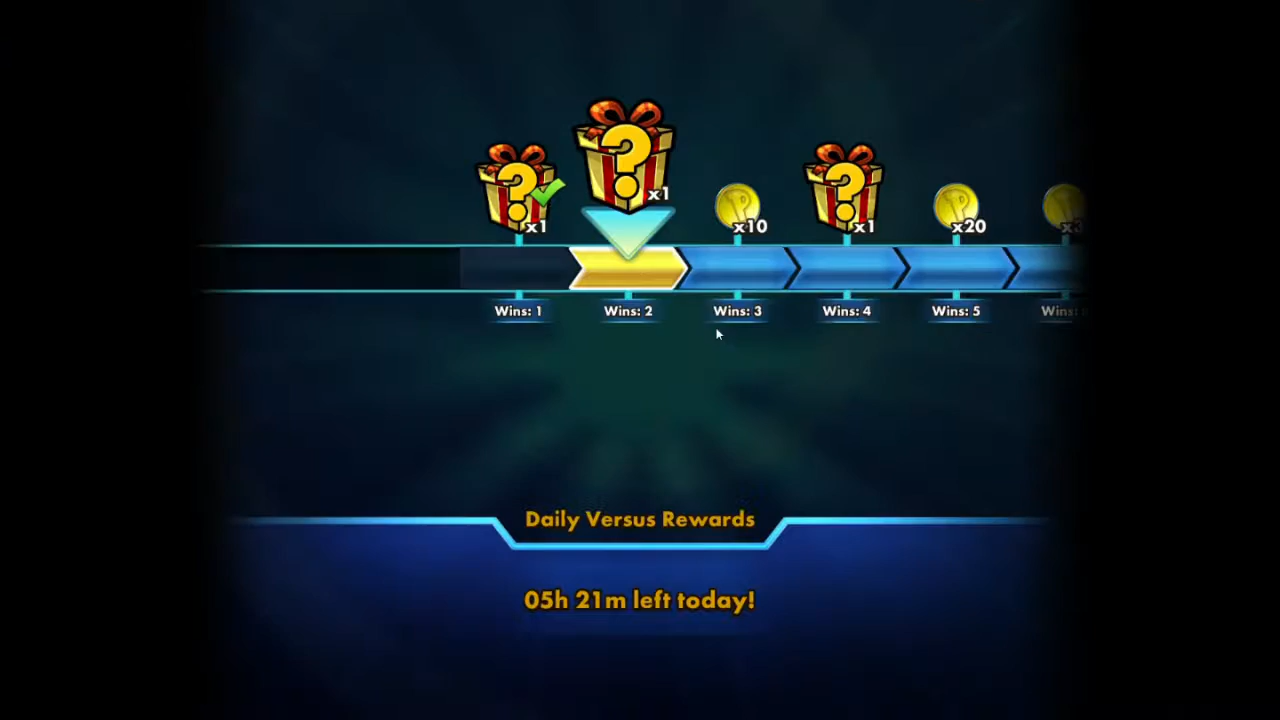 ? x1
? x1
x10
? x1
x20
Wins: 1
Wins: 2
Wins: 3
Wins: 4
Wins: 5
Wins:
Daily Versus Rewards
05h 21m left today!